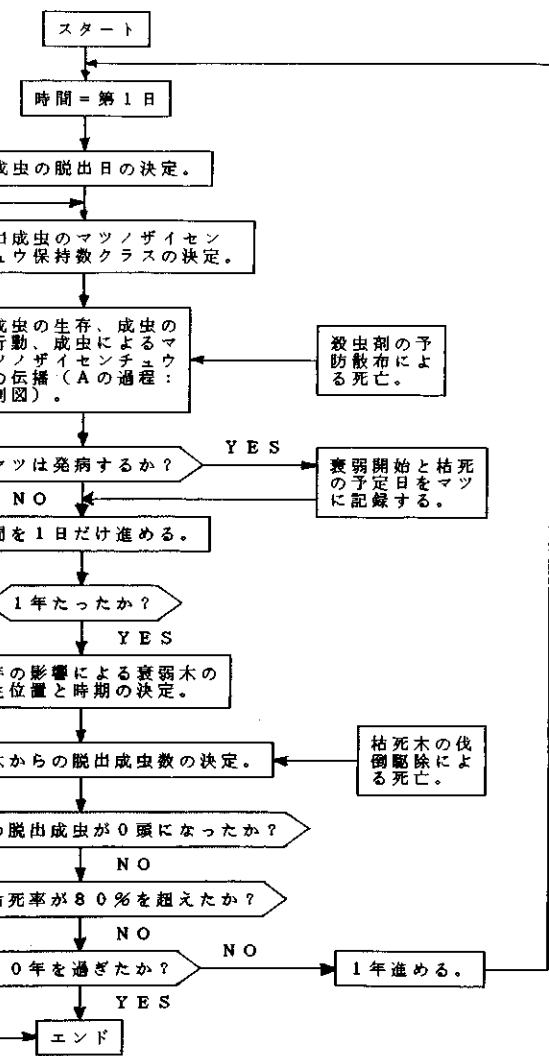 スタート
時間=第1日
成虫の脱出日の決定。
出成虫のマツノザイセン
ュウ保持数クラスの決定。
成虫の生存、成虫の
行動、成虫によるマ
ツノザイセンチュウ
の伝播(Aの過程:
別図)。
殺虫剤の予
防散布によ
る死亡。
マツは発病するか?
YES
衰弱開始と枯死
の予定日をマツ
に記録する。
NO
間を1日だけ進める。
1年たったか?
YES
年の影響による衰弱木の
生位置と時期の決定。
木からの脱出成虫数の決定。
枯死木の伐
倒駆除によ
る死亡。
の脱出成虫が0頭になったか?
NO
枯死率が80%を超えたか?
NO
0年を過ぎたか?
NO
1年進める。
YES
エンド